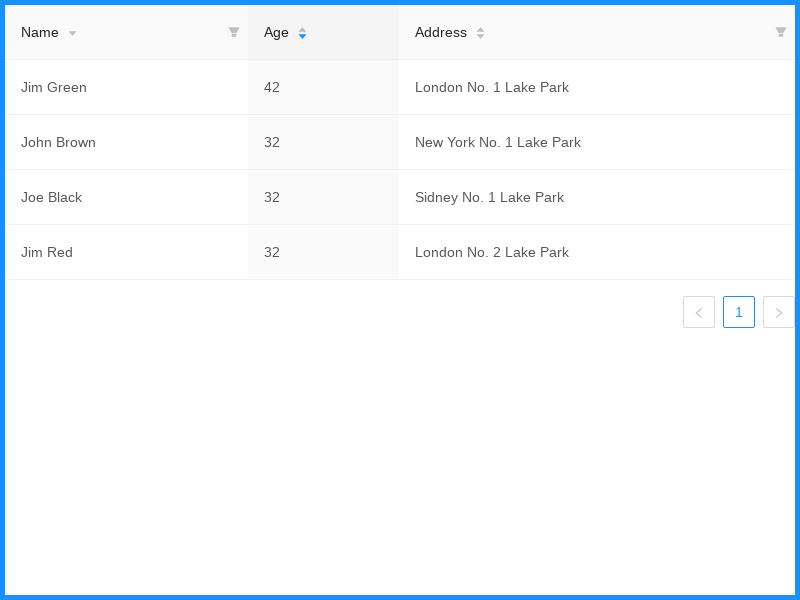 Name Age Address
Jim Green 42 London No. 1 Lake Park
John Brown 32 New York No. 1 Lake Park
Joe Black 32 Sidney No. 1 Lake Park
Jim Red 32 London No. 2 Lake Park
1